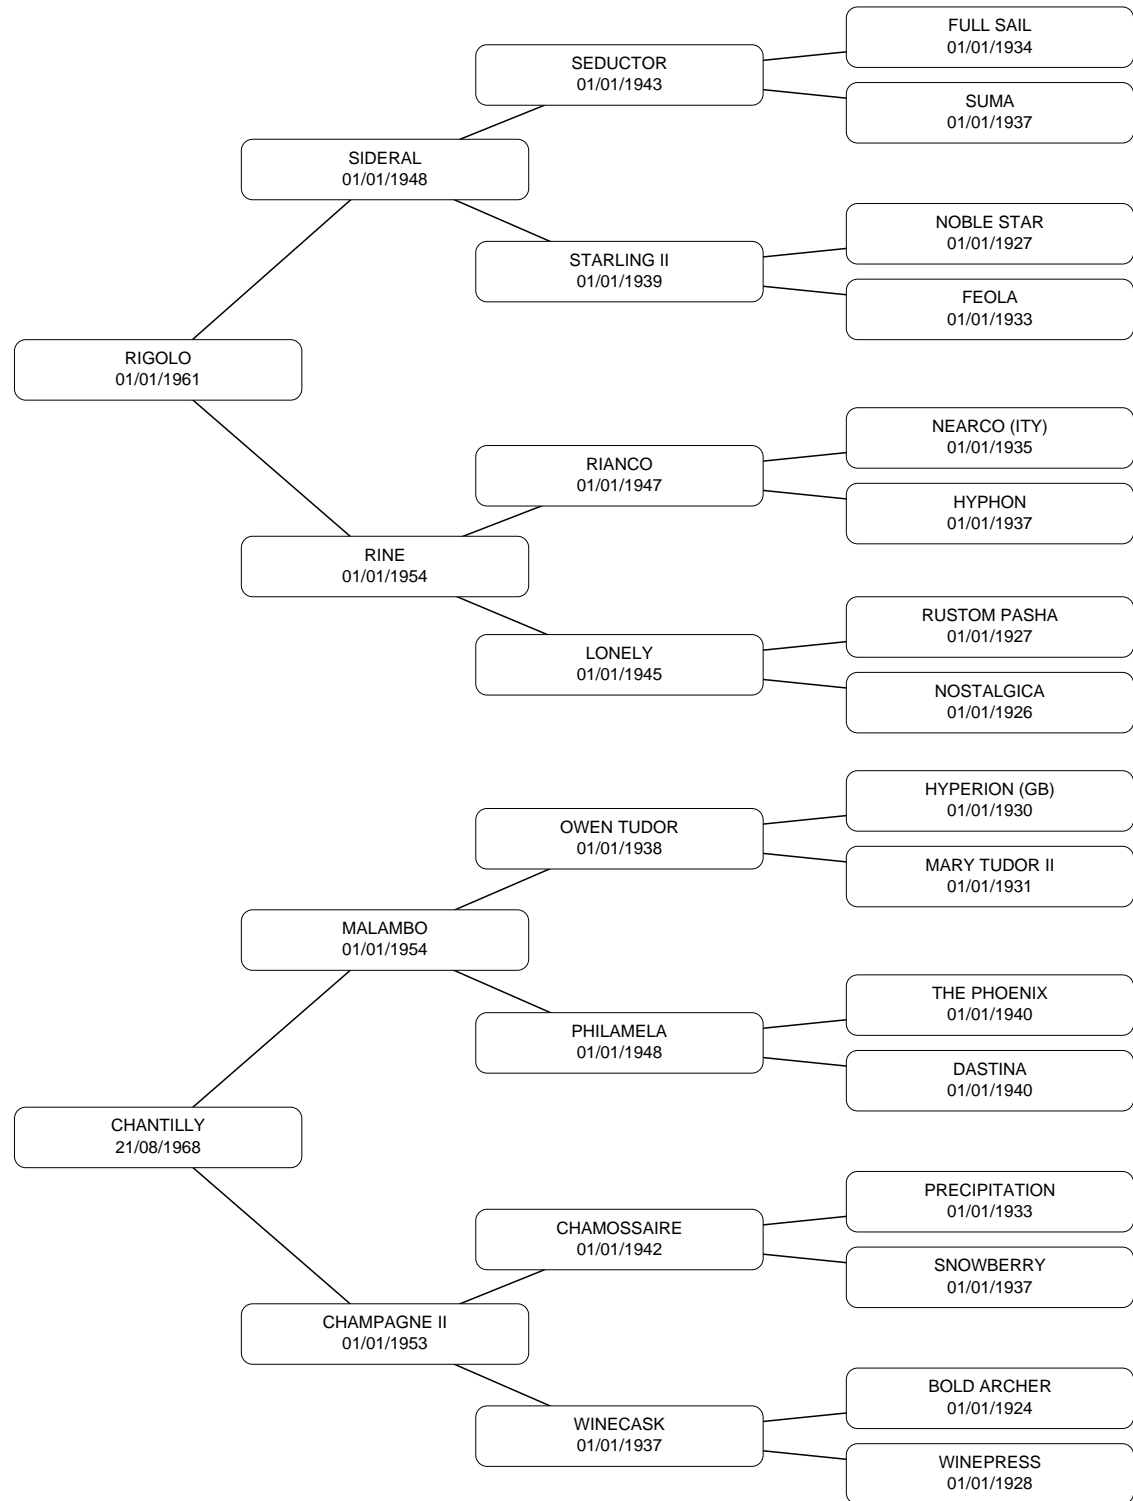 FULL SAIL
01/01/1934
SEDUCTOR
01/01/1943
SUMA
01/01/1937
SIDERAL
01/01/1948
NOBLE STAR
01/01/1927
STARLING II
01/01/1939
FEOLA
01/01/1933
RIGOLO
01/01/1961
NEARCO (ITY)
01/01/1935
RIANCO
01/01/1947
HYPHON
01/01/1937
RINE
01/01/1954
RUSTOM PASHA
01/01/1927
LONELY
01/01/1945
NOSTALGICA
01/01/1926
HYPERION (GB)
01/01/1930
OWEN TUDOR
01/01/1938
MARY TUDOR II
01/01/1931
MALAMBO
01/01/1954
THE PHOENIX
01/01/1940
PHILAMELA
01/01/1948
DASTINA
01/01/1940
CHANTILLY
21/08/1968
PRECIPITATION
01/01/1933
CHAMOSSAIRE
01/01/1942
SNOWBERRY
01/01/1937
CHAMPAGNE II
01/01/1953
BOLD ARCHER
01/01/1924
WINECASK
01/01/1937
WINEPRESS
01/01/1928